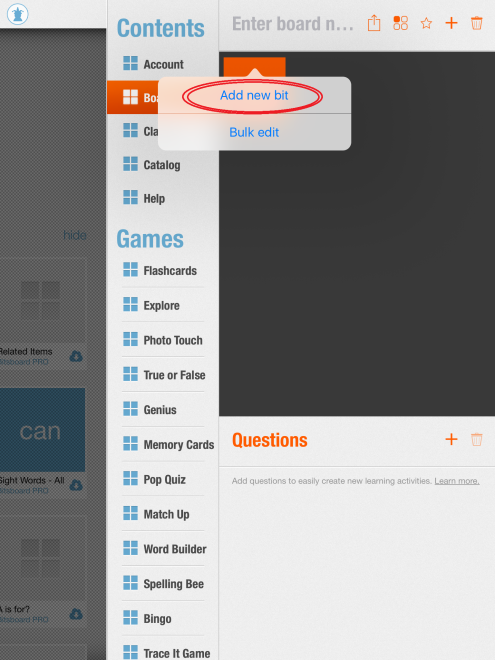 Contents
Enter board n...
Account
Boa
Add new bit
Cla
Bulk edit
Catalog
Help
hide
Games
Flashcards
Explore
Photo Touch
True or False
Genius
Memory Cards
Pop Quiz
Match Up
Word Builder
Spelling Bee
Bingo
Trace It Game
Related Items
Bitsboard PRO
can
Sight Words - All
Bitsboard PRO
A is for?
Bitsboard PRO
Questions
Add questions to easily create new learning activities. Learn more.